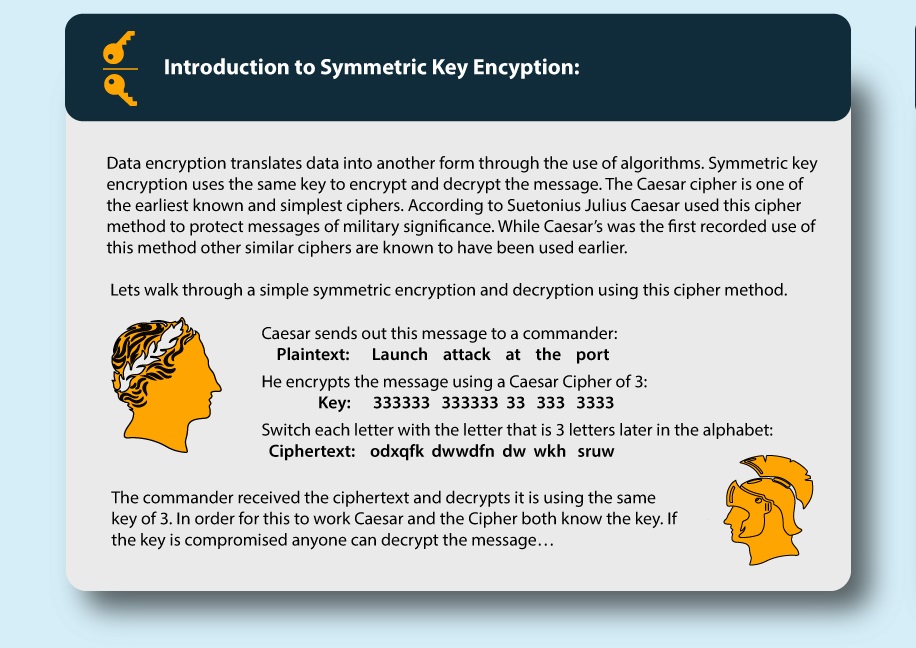 Introduction to Symmetric Key Encyption:
Data encryption translates data into another form through the use of algorithms. Symmetric key
encryption uses the same key to encrypt and decrypt the message. The Caesar cipher is one of
the earliest known and simplest ciphers. According to Suetonius Julius Caesar used this cipher
method to protect messages of military significance. While Caesar's was the first recorded use of
this method other similar ciphers are known to have been used earlier.
Lets walk through a simple symmetric encryption and decryption using this cipher method.
Caesar sends out this message to a commander:
Plaintext: Launch attack at the port
He encrypts the message using a Caesar Cipher of 3:
Key: 333333 333333 33 333 3333
Switch each letter with the letter that is 3 letters later in the alphabet:
Ciphertext: odxqfk dwwdfn dw wkh sruw
The commander received the ciphertext and decrypts it is using the same
key of 3. In order for this to work Caesar and the Cipher both know the key. If
the key is compromised anyone can decrypt the message…